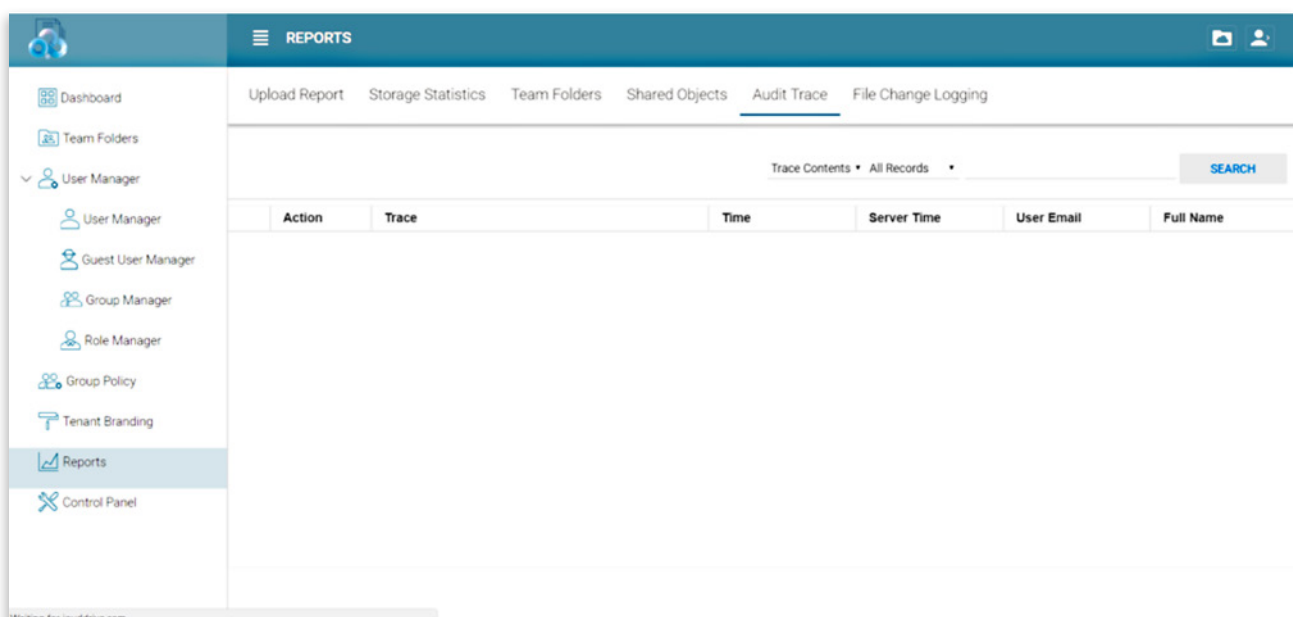 REPORTS
Upload Report Storage Statistics Team Folders Shared Objects Audit Trace File Change Logging
Dashboard
Team Folders
User Manager
User Manager
Guest User Manager
Group Manager
Role Manager
Group Policy
Tenant Branding
Reports
Control Panel
Trace Contents All Records SEARCH
Action Trace Time Server Time User Email Full Name